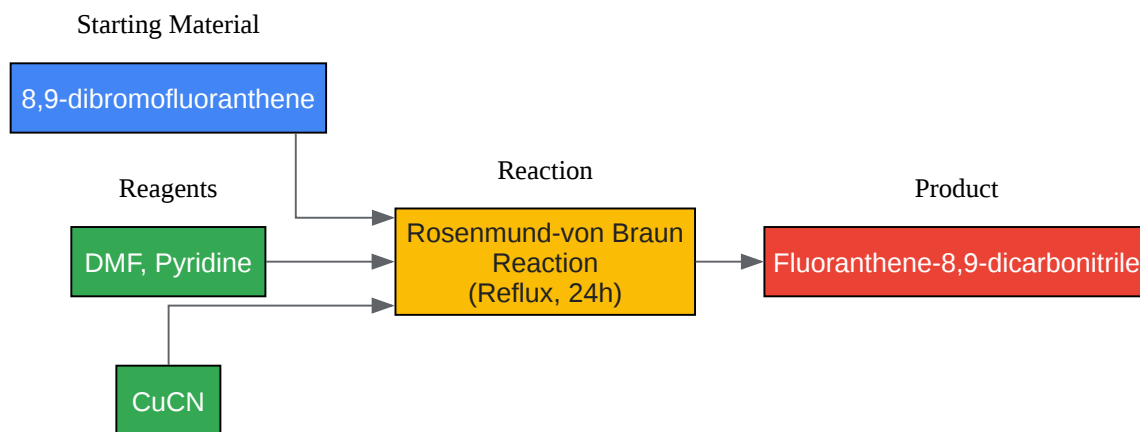 Starting Material
8,9-dibromofluoranthene
Reagents
DMF, Pyridine
CuCN
Reaction
Rosenmund-von Braun
Reaction
(Reflux, 24h)
Product
Fluoranthene-8,9-dicarbonitrile